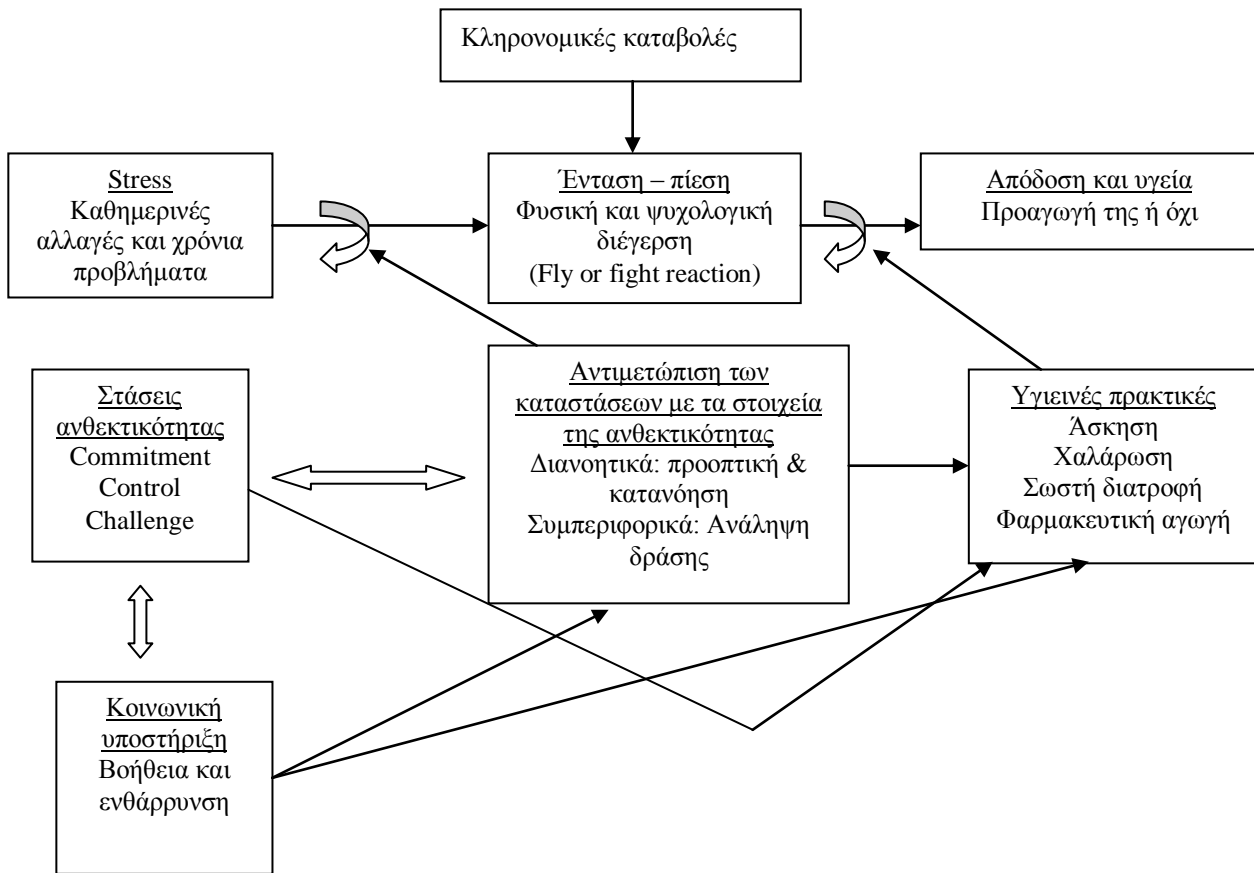 Κληρονομικές καταβολές
Stress
Καθημερινές
αλλαγές και χρόνια
προβλήματα
Ένταση – πίεση
Φυσική και ψυχολογική
διέγερση
(Fly or fight reaction)
Απόδοση και υγεία
Προαγωγή της ή όχι
Στάσεις
ανθεκτικότητας
Commitment
Control
Challenge
Αντιμετώπιση των
καταστάσεων με τα στοιχεία
της ανθεκτικότητας
Διανοητικά: προοπτική &
κατανόηση
Συμπεριφορικά: Ανάληψη
δράσης
Υγιεινές πρακτικές
Άσκηση
Χαλάρωση
Σωστή διατροφή
Φαρμακευτική αγωγή
Κοινωνική
υποστήριξη
Βοήθεια και
ενθάρρυνση